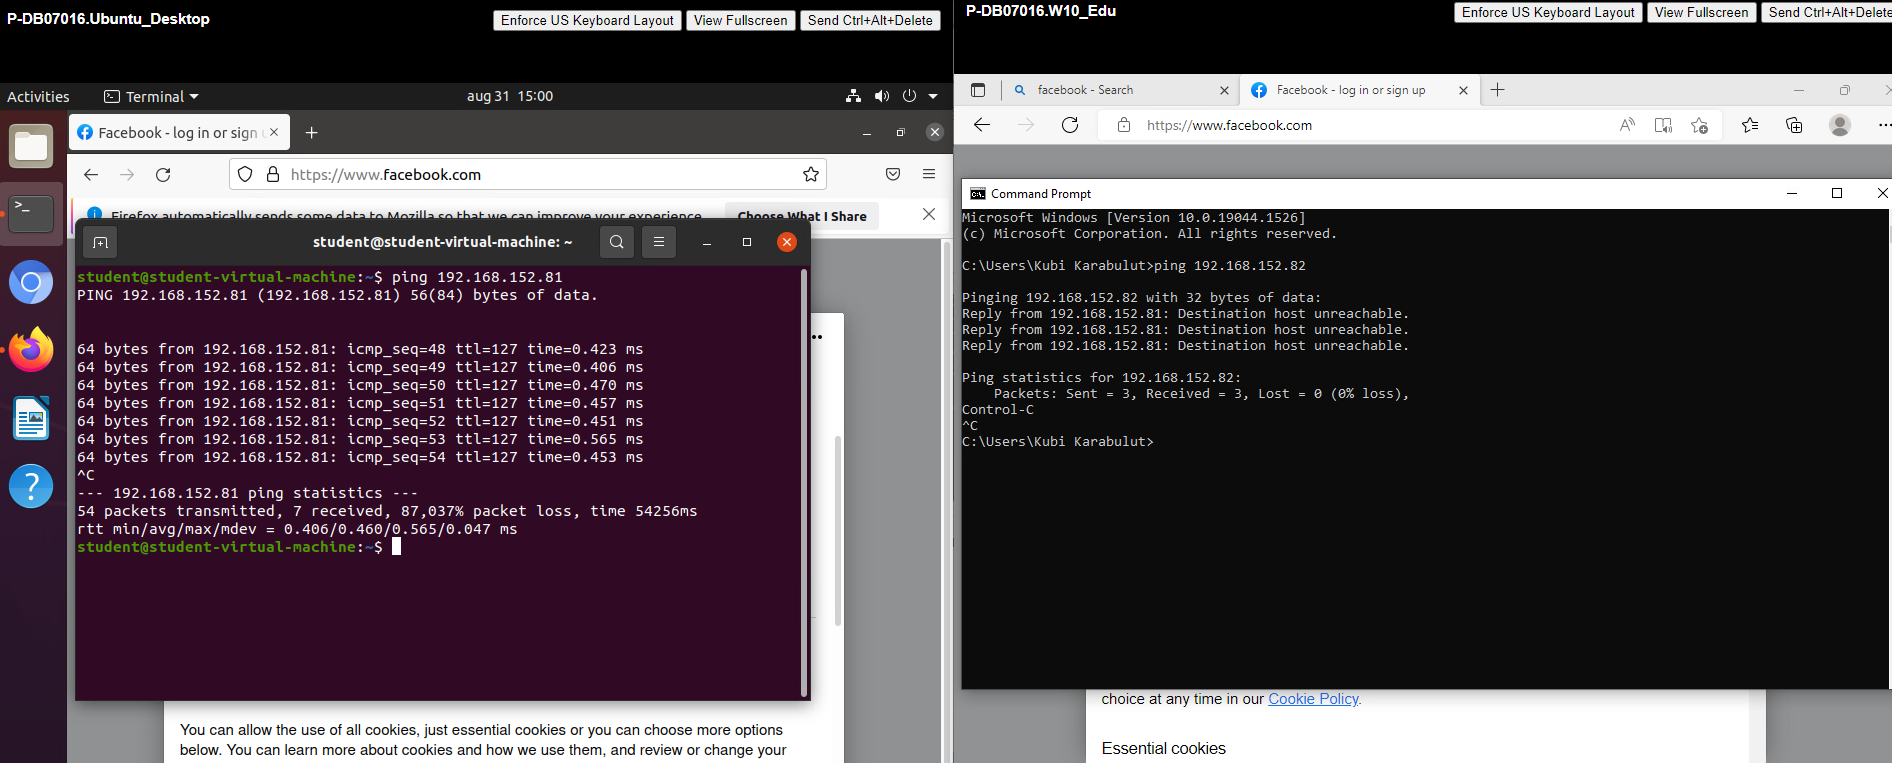 P-DB07016.Ubuntu_Desktop
Enforce US Keyboard Layout View Fullscreen Send Ctrl+Alt+Delete
Activities Terminal aug 31 15:00
Facebook - log in or sign
https://www.facebook.com
Firefox automatically sends some data to Mozilla so that we can improve your experience. Choose What I Share
student@student-virtual-machine: ~
student@student-virtual-machine:~$ ping 192.168.152.81
PING 192.168.152.81 (192.168.152.81) 56(84) bytes of data.
64 bytes from 192.168.152.81: icmp_seq=48 ttl=127 time=0.423 ms
64 bytes from 192.168.152.81: icmp_seq=49 ttl=127 time=0.406 ms
64 bytes from 192.168.152.81: icmp_seq=50 ttl=127 time=0.470 ms
64 bytes from 192.168.152.81: icmp_seq=51 ttl=127 time=0.457 ms
64 bytes from 192.168.152.81: icmp_seq=52 ttl=127 time=0.451 ms
64 bytes from 192.168.152.81: icmp_seq=53 ttl=127 time=0.565 ms
64 bytes from 192.168.152.81: icmp_seq=54 ttl=127 time=0.453 ms
^C
--- 192.168.152.81 ping statistics ---
54 packets transmitted, 7 received, 87,037% packet loss, time 54256ms
rtt min/avg/max/mdev = 0.406/0.460/0.565/0.047 ms
student@student-virtual-machine:~$
You can allow the use of all cookies, just essential cookies or you can choose more options
below. You can learn more about cookies and how we use them, and review or change your
P-DB07016.W10_Edu
Enforce US Keyboard Layout View Fullscreen Send Ctrl+Alt+Delete
facebook - Search Facebook - log in or sign up
https://www.facebook.com
Command Prompt
Microsoft Windows [Version 10.0.19044.1526]
(c) Microsoft Corporation. All rights reserved.
C:\Users\Kubi Karabulut>ping 192.168.152.82
Pinging 192.168.152.82 with 32 bytes of data:
Reply from 192.168.152.81: Destination host unreachable.
Reply from 192.168.152.81: Destination host unreachable.
Reply from 192.168.152.81: Destination host unreachable.
Ping statistics for 192.168.152.82:
Packets: Sent = 3, Received = 3, Lost = 0 (0% loss),
Control-C
^C
C:\Users\Kubi Karabulut>
choice at any time in our Cookie Policy.
Essential cookies